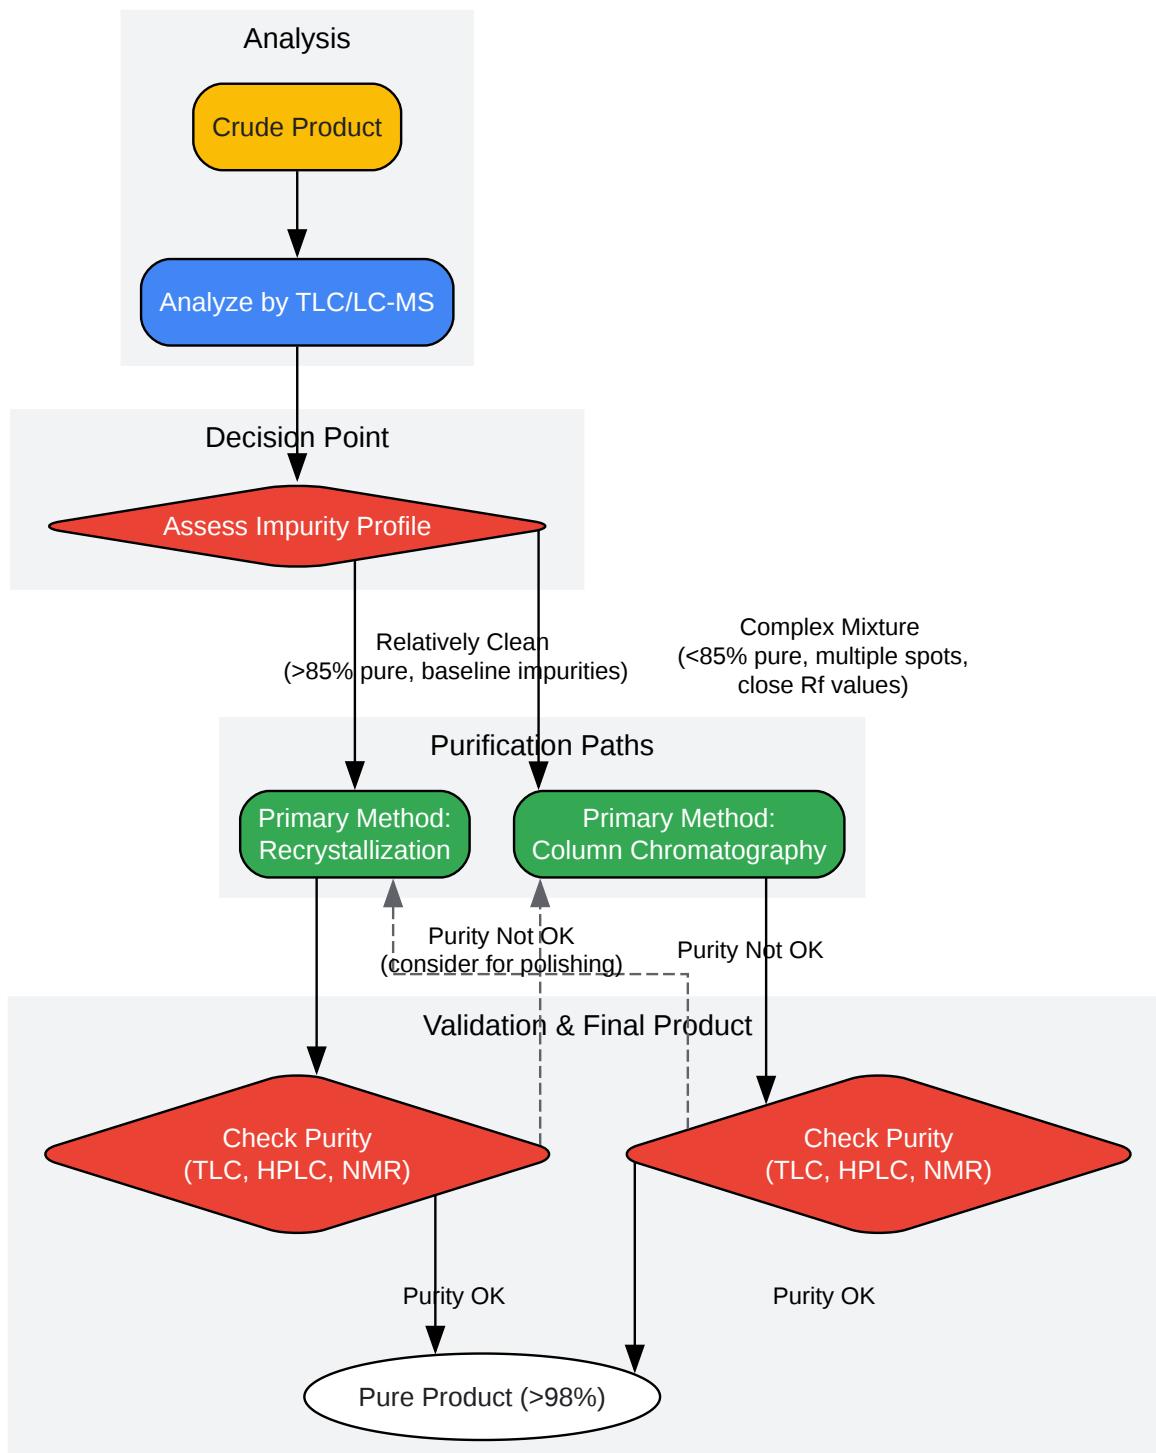 Analysis
Crude Product
Analyze by TLC/LC-MS
Decision Point
Assess Impurity Profile
Relatively Clean
(>85% pure, baseline impurities)
Complex Mixture
(<85% pure, multiple spots,
close Rf values)
Purification Paths
Primary Method:
Recrystallization
Primary Method:
Column Chromatography
Purity Not OK
(consider for polishing)
Purity Not OK
Validation & Final Product
Check Purity
(TLC, HPLC, NMR)
Check Purity
(TLC, HPLC, NMR)
Purity OK
Purity OK
Pure Product (>98%)